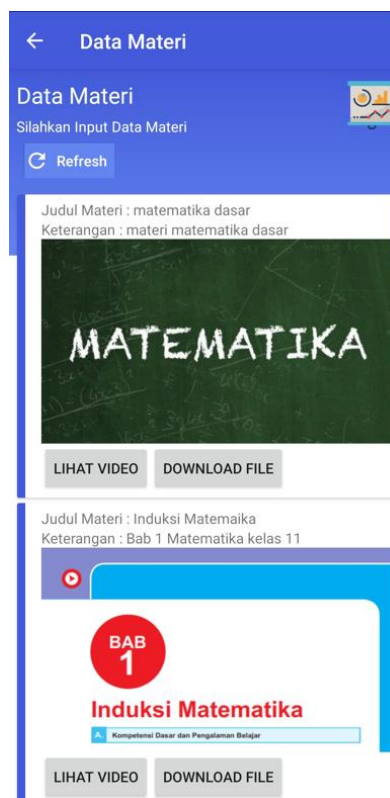 Data Materi
Data Materi
Silahkan Input Data Materi
Refresh
Judul Materi : matematika dasar
Keterangan : materi matematika dasar
MATEMATIKA
LIHAT VIDEO DOWNLOAD FILE
Judul Materi : Induksi Matemaika
Keterangan : Bab 1 Matematika kelas 11
BAB
1
Induksi Matematika
A. Kompetensi Dasar dan Pengalaman Belajar
LIHAT VIDEO DOWNLOAD FILE